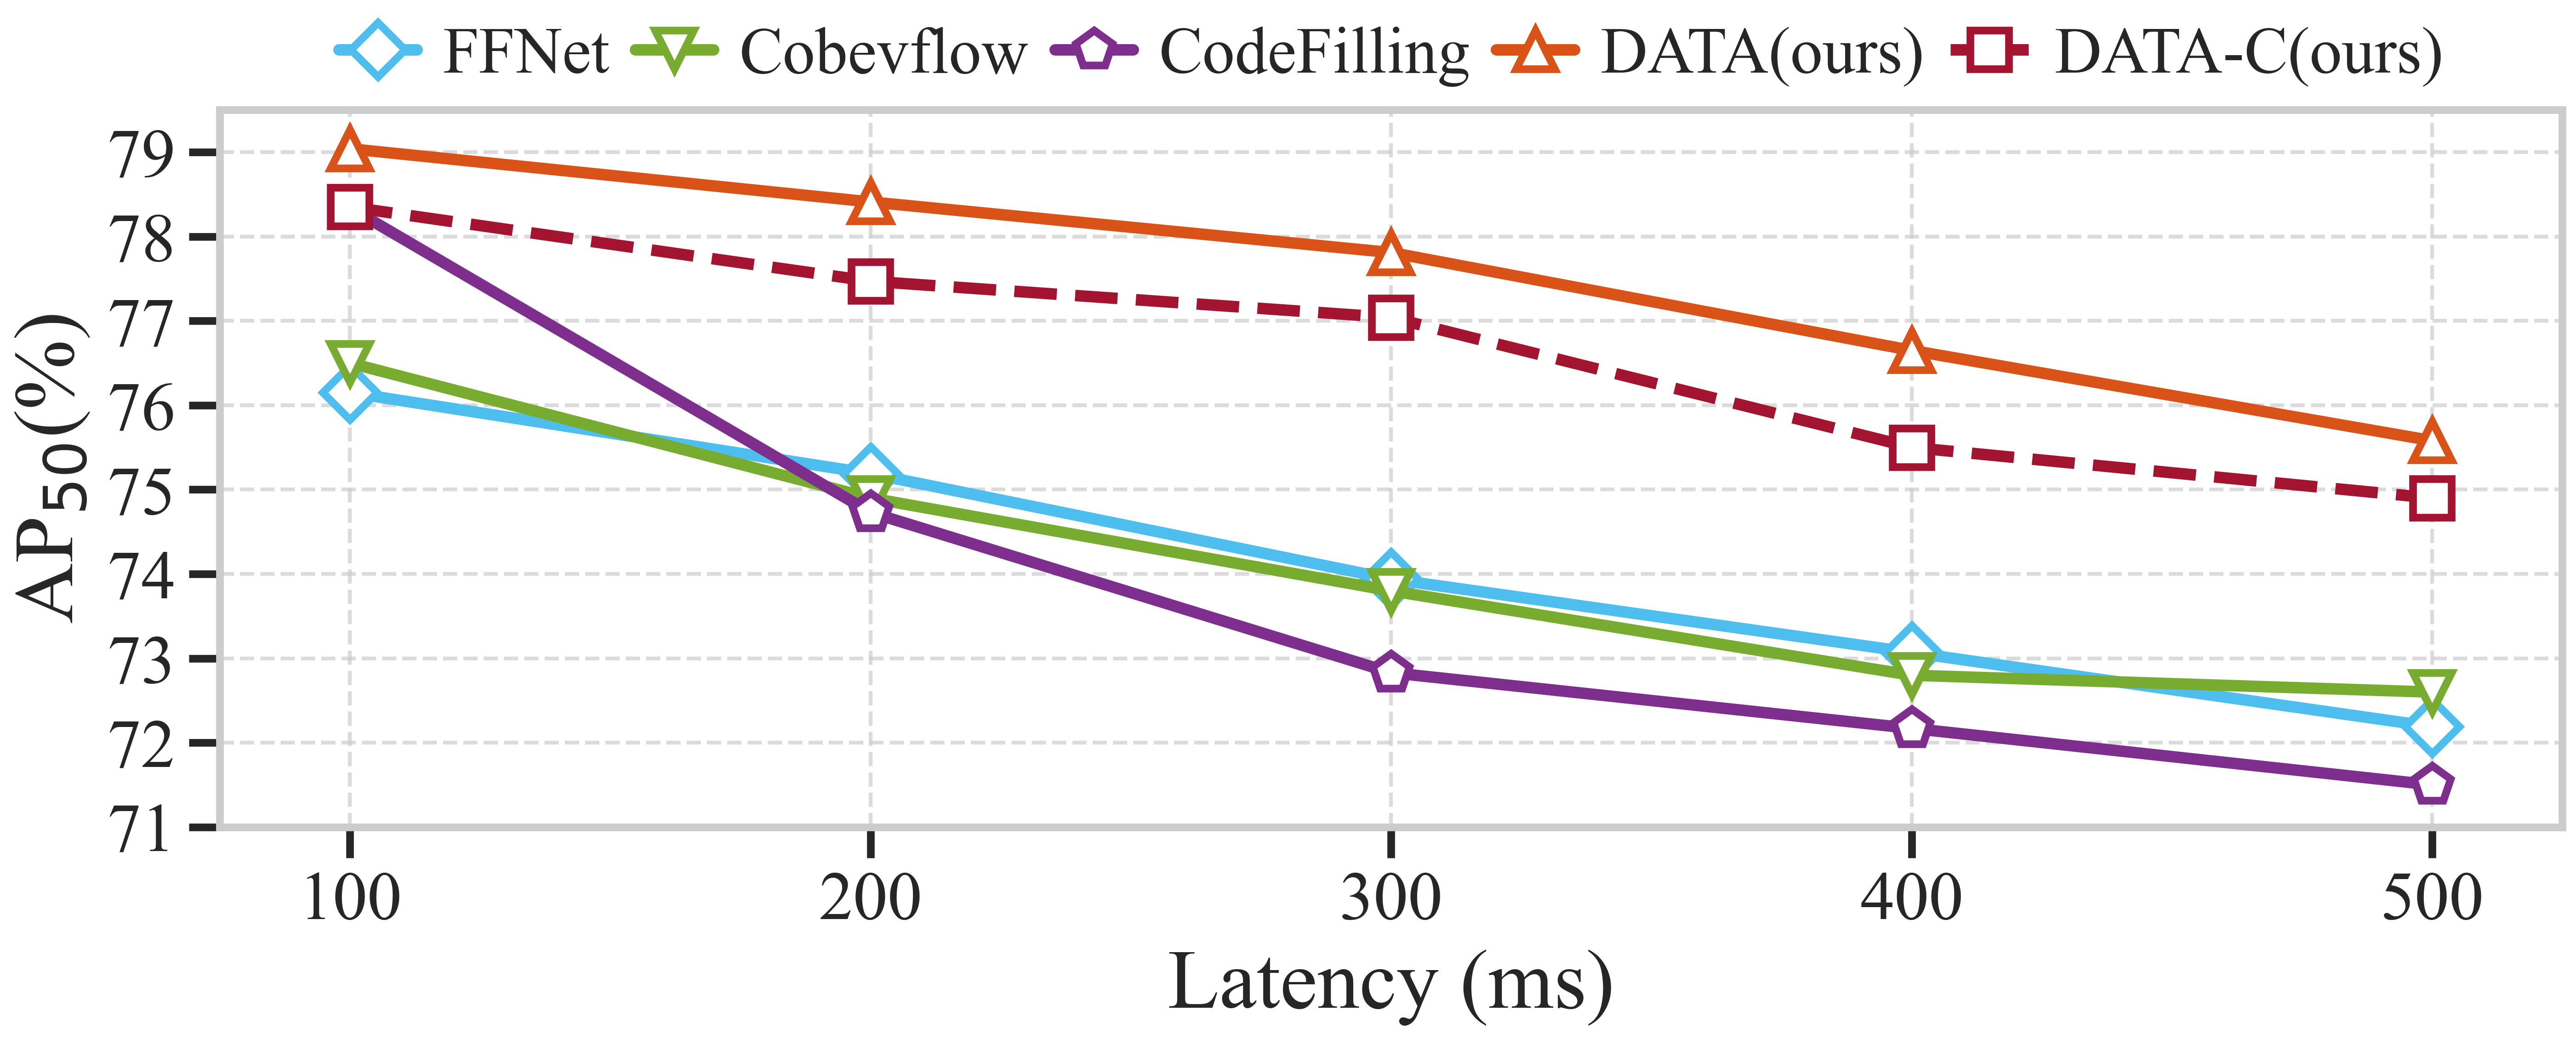 FFNet Cobevflow CodeFilling DATA(ours) DATA-C(ours)
AP50(%)
79
78
77
76
75
74
73
72
71
100 200 300 400 500
Latency (ms)